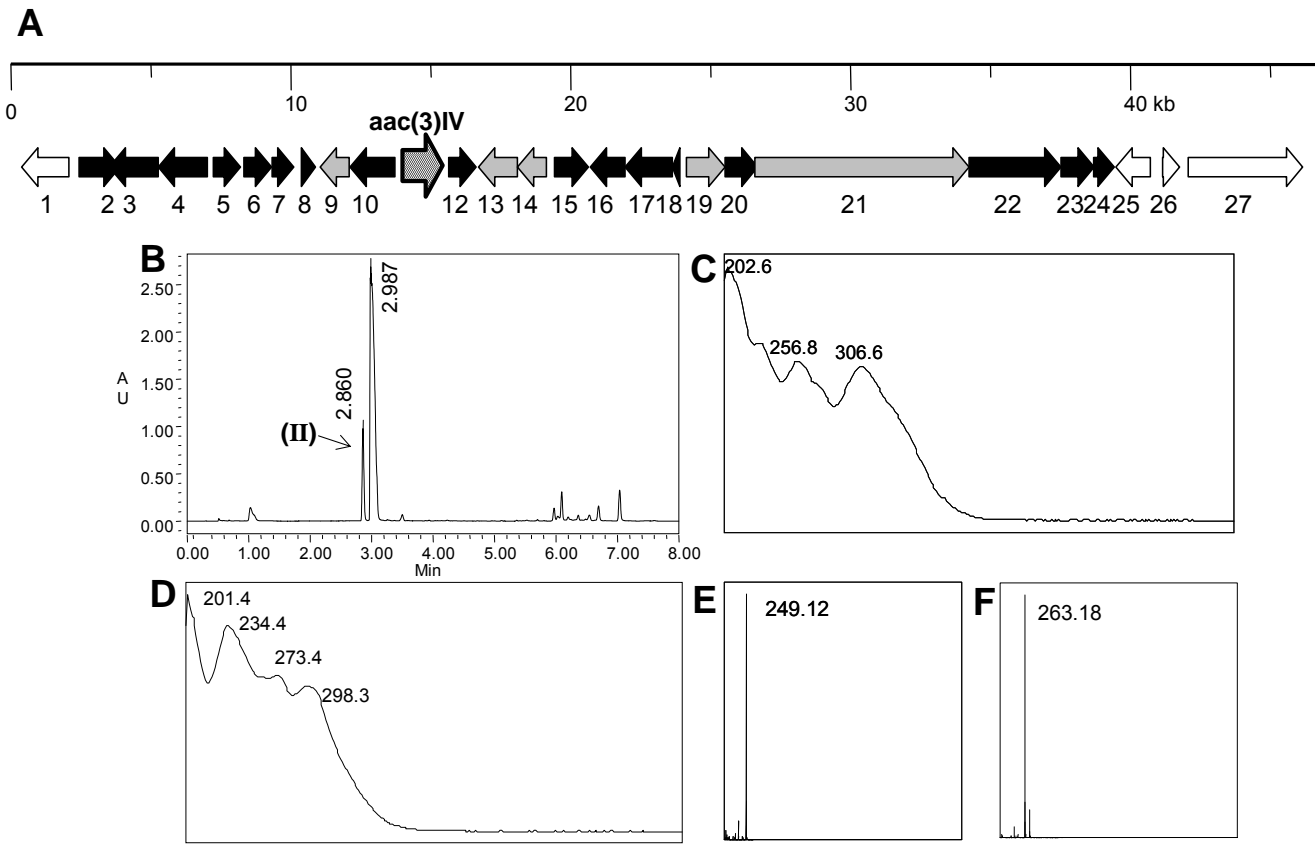 A
0 10 20 30 40 kb
aac(3)IV
1 2 3 4 5 6 7 8 9 10 12 13 14 15 16 17 18 19 20 21 22 23 24 25 26 27
B
2.50
2.00
1.50
1.00
0.50
0.00
A
U
2.860
2.987
(II)
0.00 1.00 2.00 3.00 4.00 5.00 6.00 7.00 8.00
Min
C
202.6
256.8
306.6
D
201.4
234.4
273.4
298.3
E
249.12
F
263.18